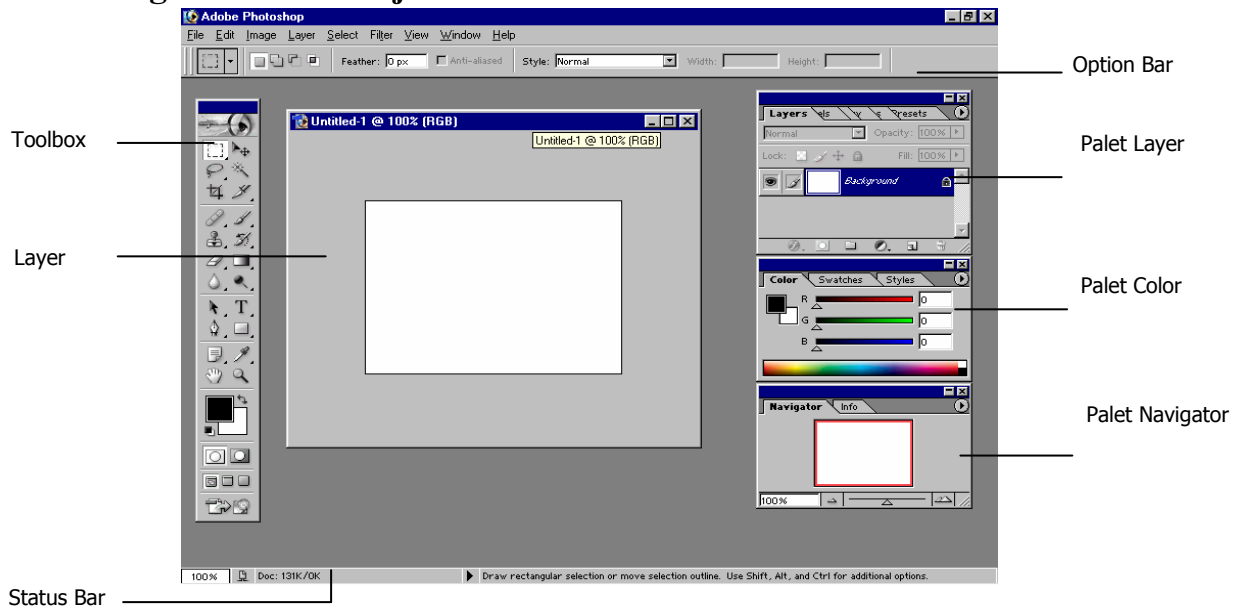 Adobe Photoshop
File Edit Image Layer Select Filter View Window Help
Feather: 0 px Anti-aliased Style: Normal Width: Height:
Option Bar
Toolbox
Untitled-1 @ 100% (RGB)
Untitled-1 @ 100% (RGB)
Layers Presets
Normal Opacity: 100%
Lock: Fill: 100%
Background
Palet Layer
Layer
Color Swatches Styles
R 0
G 0
B 0
Palet Color
Navigator Info
100%
Palet Navigator
100% Doc: 131K/0K Draw rectangular selection or move selection outline. Use Shift, Alt, and Ctrl for additional options.
Status Bar